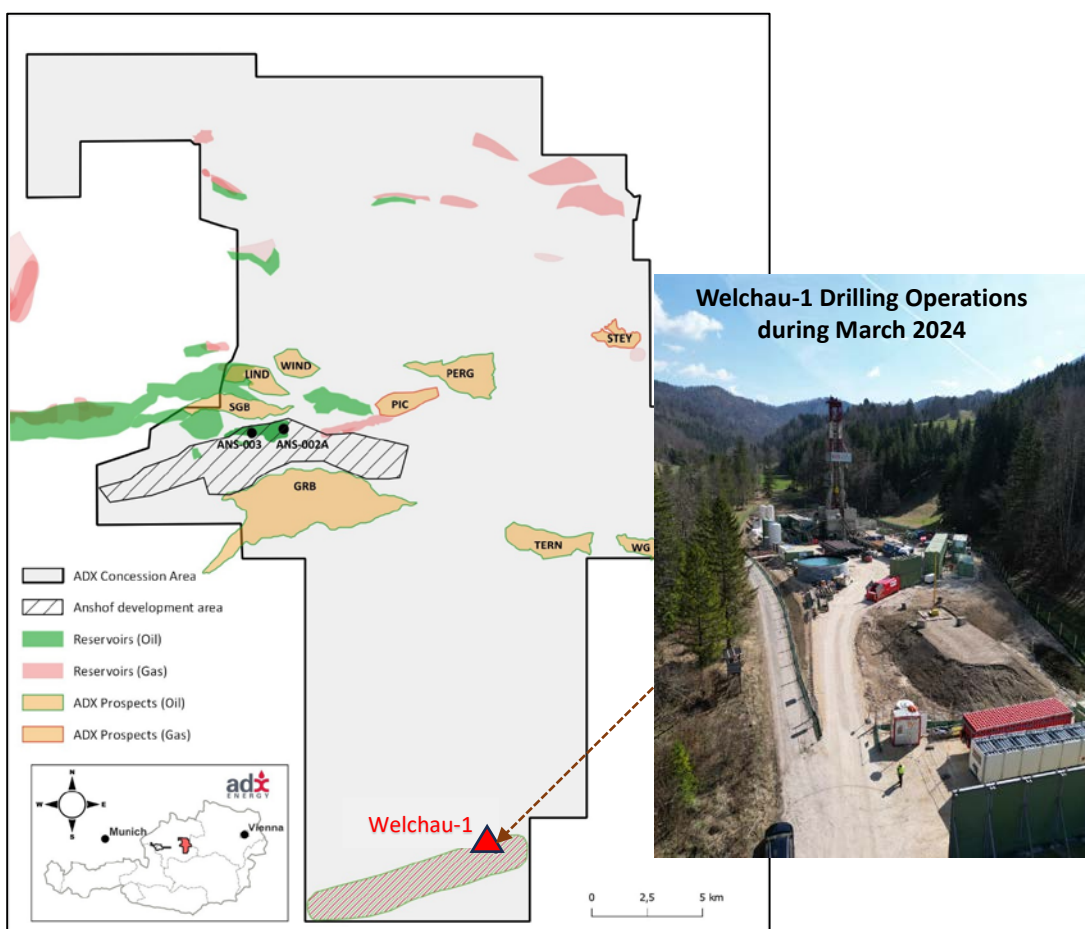 Welchau-1 Drilling Operations
during March 2024
STEY
WIND
LIND
PERG
SGB
PIC
ANS-003
ANS-002A
GRB
TERN
WG
ADX Concession Area
Anshof development area
Reservoirs (Oil)
Reservoirs (Gas)
ADX Prospects (Oil)
ADX Prospects (Gas)
N
W
E
S
adx
ENERGY
Munich
Vienna
Welchau-1
0
2,5
5 km